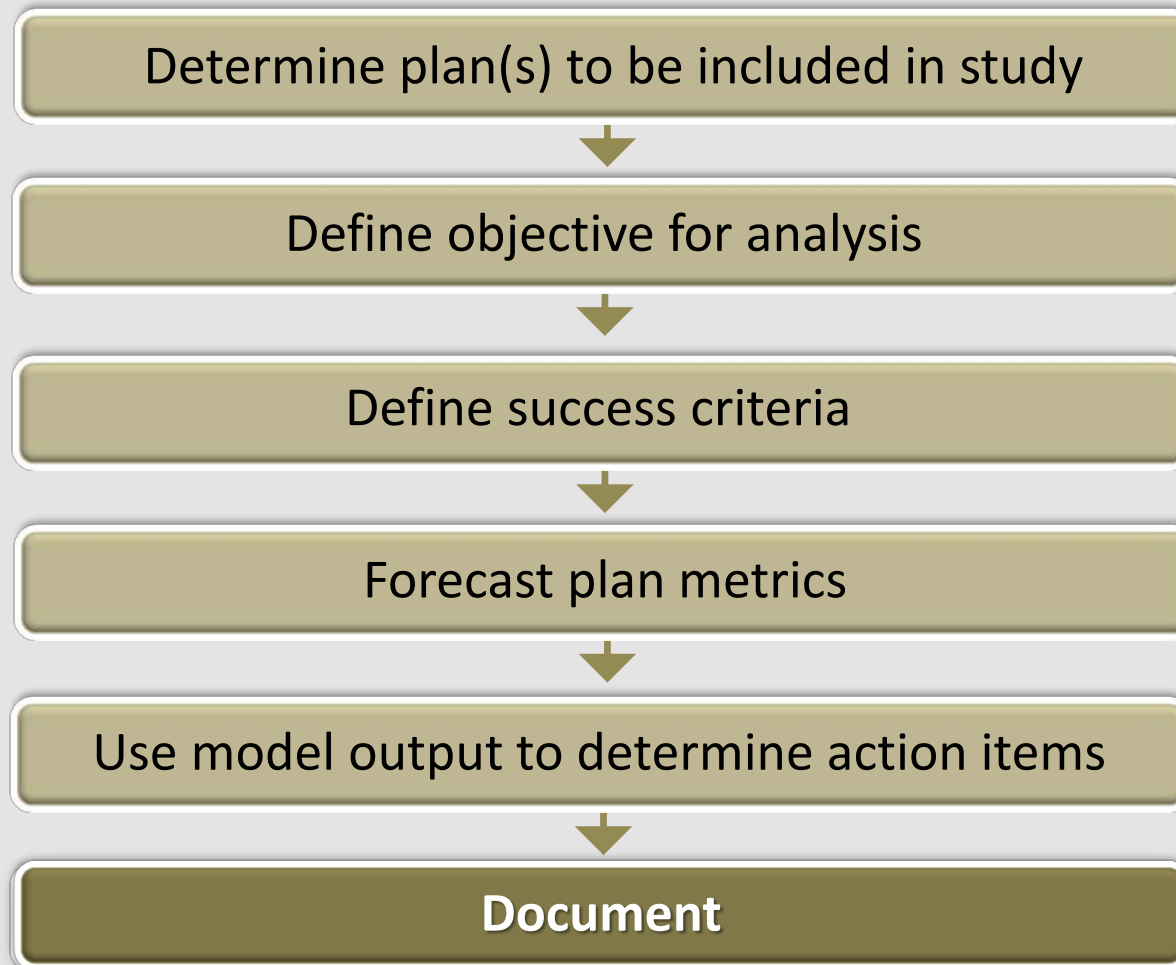 Determine plan(s) to be included in study
Define objective for analysis
Define success criteria
Forecast plan metrics
Use model output to determine action items
Document